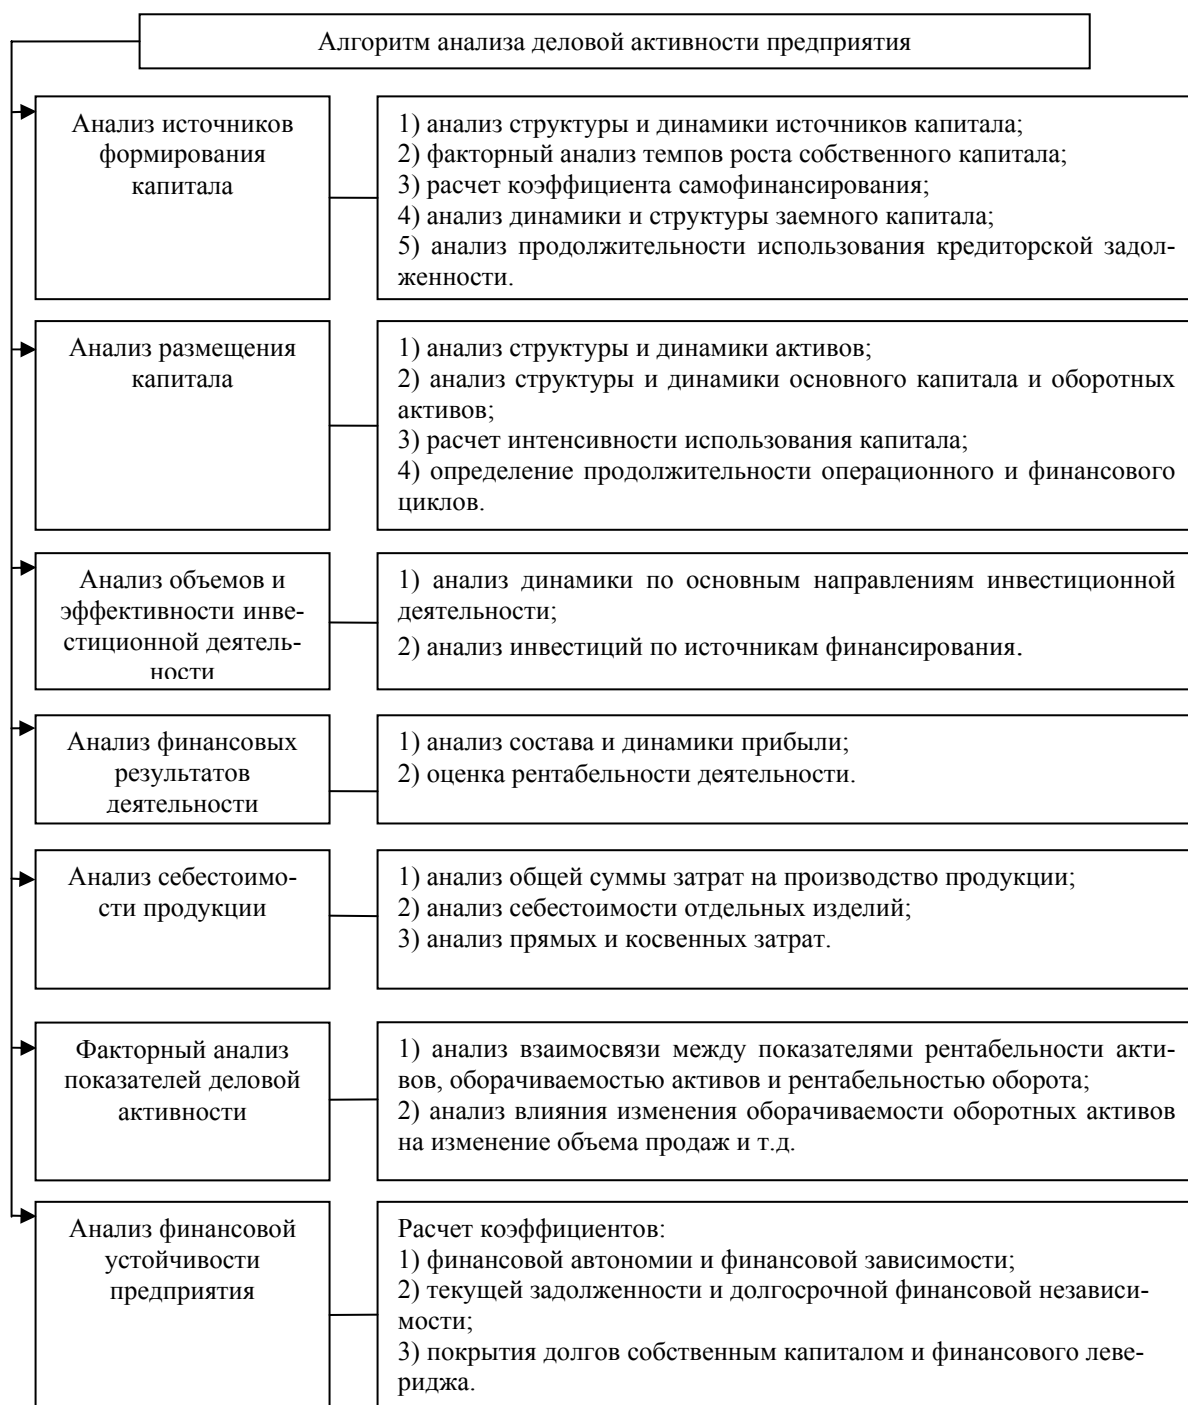 Алгоритм анализа деловой активности предприятия
Анализ источников
формирования
капитала
1) анализ структуры и динамики источников капитала;
2) факторный анализ темпов роста собственного капитала;
3) расчет коэффициента самофинансирования;
4) анализ динамики и структуры заемного капитала;
5) анализ продолжительности использования кредиторской задол-
женности.
Анализ размещения
капитала
1) анализ структуры и динамики активов;
2) анализ структуры и динамики основного капитала и оборотных
активов;
3) расчет интенсивности использования капитала;
4) определение продолжительности операционного и финансового
циклов.
Анализ объемов и
эффективности инве-
стиционной деятель-
ности
1) анализ динамики по основным направлениям инвестиционной
деятельности;
2) анализ инвестиций по источникам финансирования.
Анализ финансовых
результатов
деятельности
1) анализ состава и динамики прибыли;
2) оценка рентабельности деятельности.
Анализ себестоимо-
сти продукции
1) анализ общей суммы затрат на производство продукции;
2) анализ себестоимости отдельных изделий;
3) анализ прямых и косвенных затрат.
Факторный анализ
показателей деловой
активности
1) анализ взаимосвязи между показателями рентабельности акти-
вов, оборачиваемостью активов и рентабельностью оборота;
2) анализ влияния изменения оборачиваемости оборотных активов
на изменение объема продаж и т.д.
Анализ финансовой
устойчивости
предприятия
Расчет коэффициентов:
1) финансовой автономии и финансовой зависимости;
2) текущей задолженности и долгосрочной финансовой независи-
мости;
3) покрытия долгов собственным капиталом и финансового леве-
риджа.